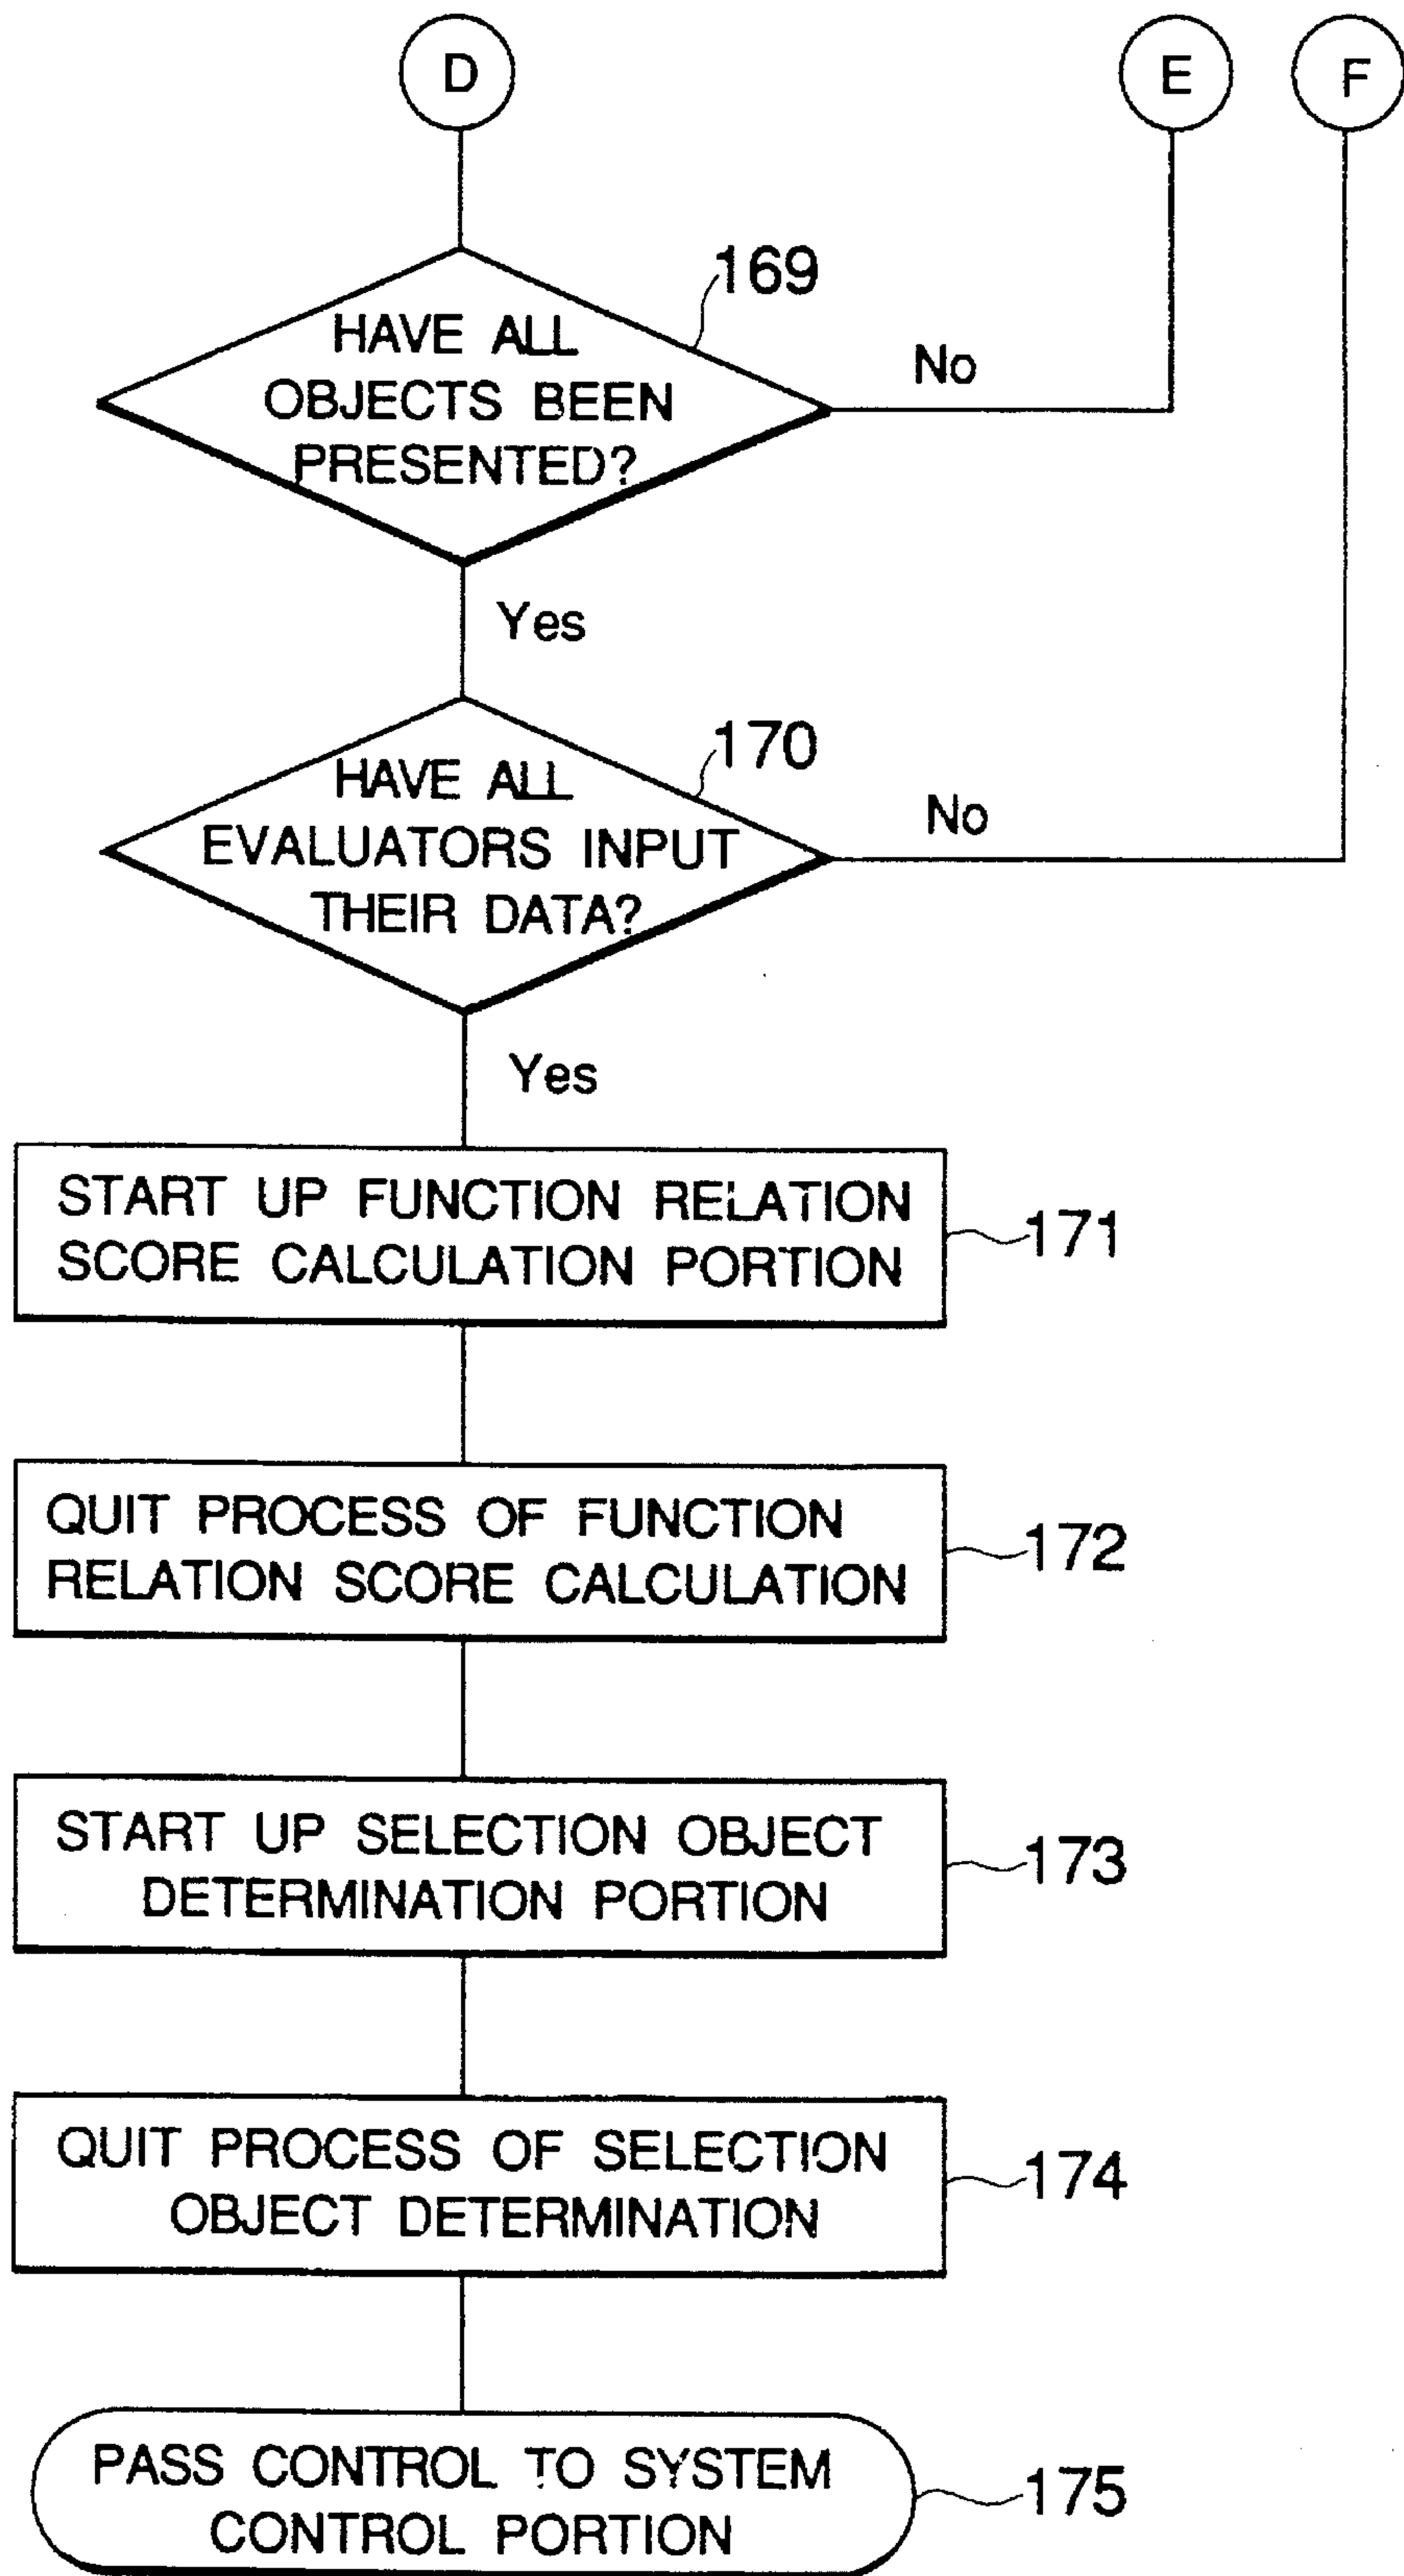 D
E
F
169
HAVE ALL
OBJECTS BEEN
PRESENTED?
No
Yes
170
HAVE ALL
EVALUATORS INPUT
THEIR DATA?
No
Yes
START UP FUNCTION RELATION
SCORE CALCULATION PORTION
171
QUIT PROCESS OF FUNCTION
RELATION SCORE CALCULATION
172
START UP SELECTION OBJECT
DETERMINATION PORTION
173
QUIT PROCESS OF SELECTION
OBJECT DETERMINATION
174
PASS CONTROL TO SYSTEM
CONTROL PORTION
175